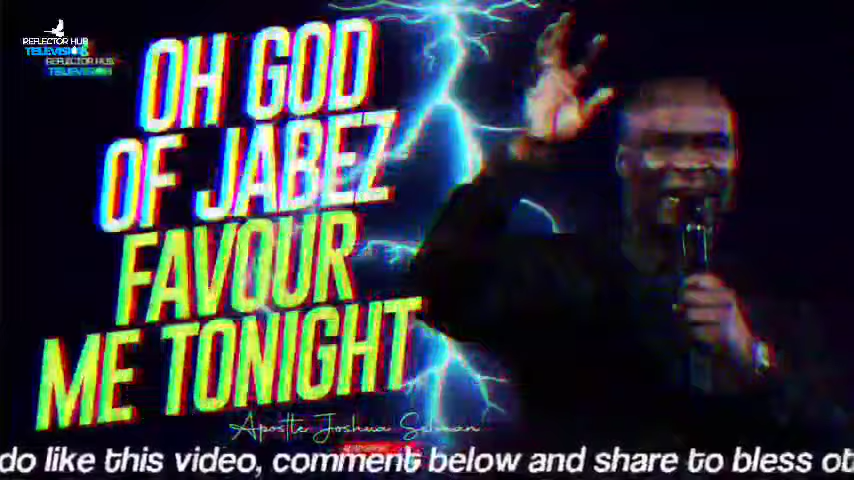 REFLECTOR HUB
TELEVISION
REFLECTOR HUB
TELEVISION
OH GOD
OF JABEZ
FAVOUR
ME TONIGHT
Apostle Joshua Selman
do like this video, comment below and share to bless ot